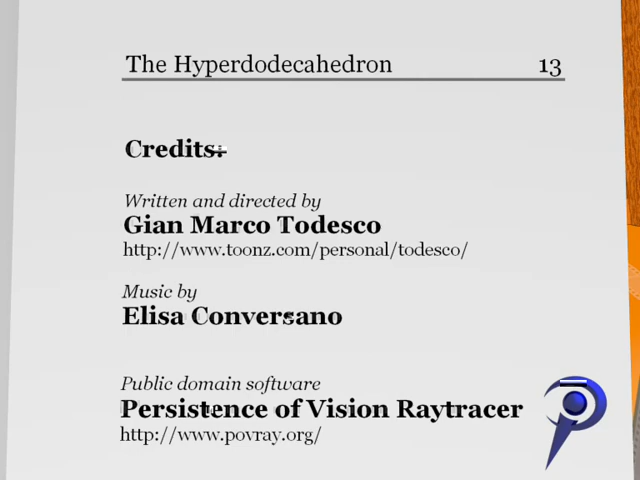 The Hyperdodecahedron 13
Credits:
Written and directed by
Gian Marco Todesco
http://www.toonz.com/personal/todesco/
Music by
Elisa Conversano
Public domain software
Persistence of Vision Raytracer
http://www.povray.org/